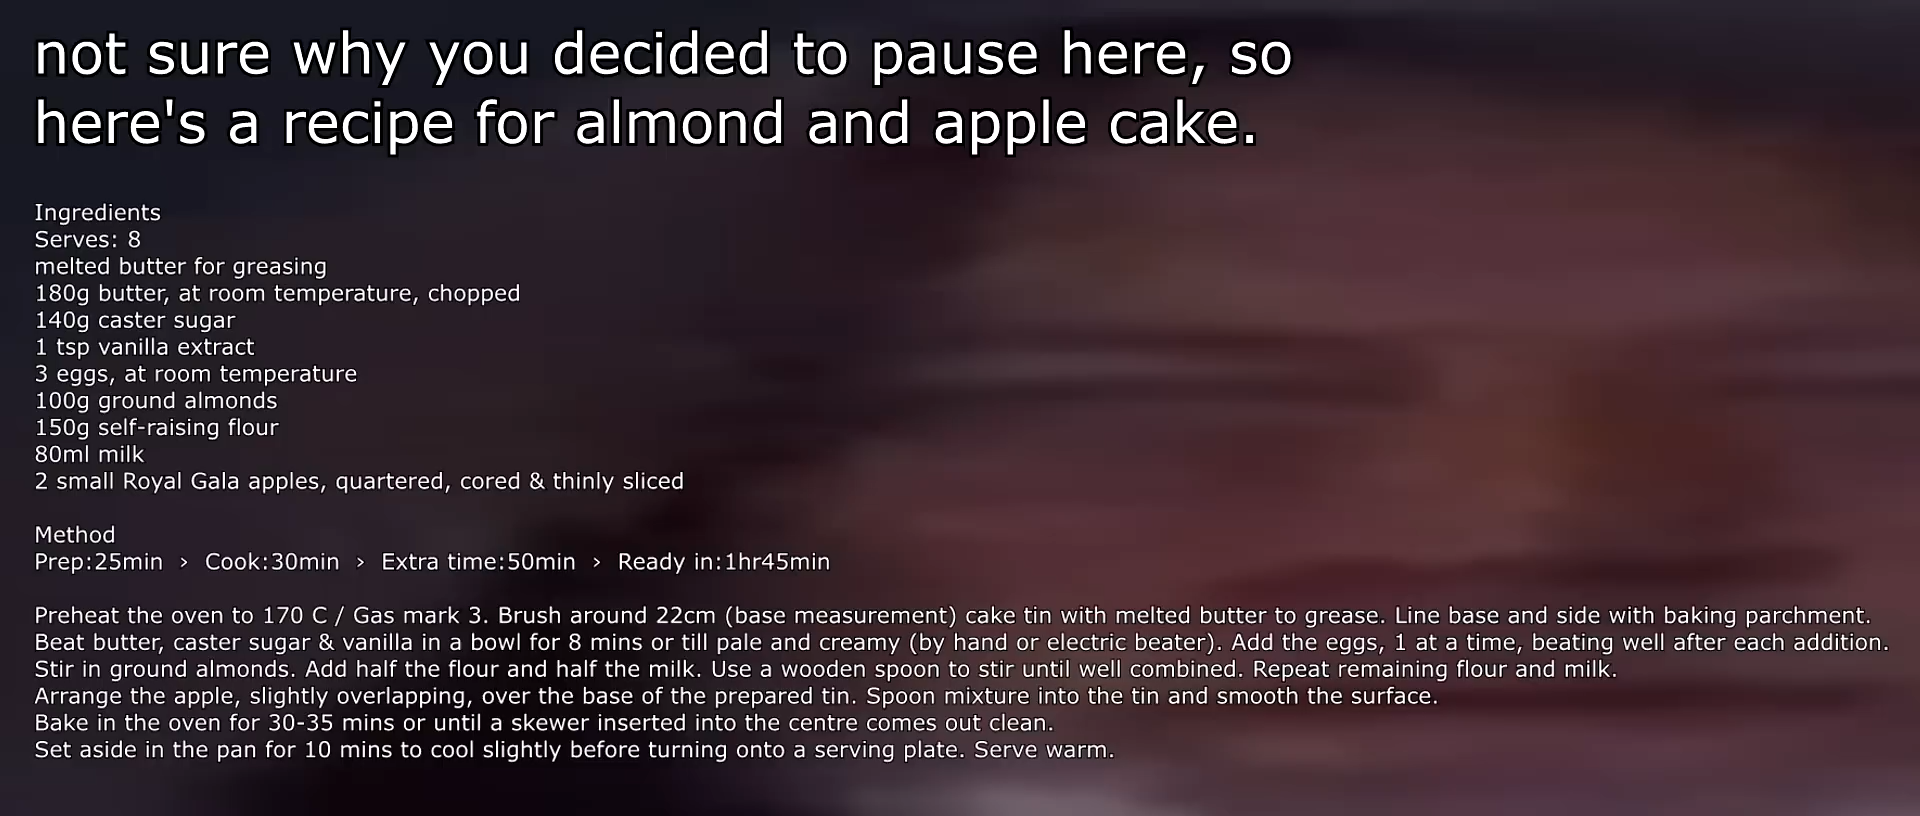 not sure why you decided to pause here, so
here's a recipe for almond and apple cake.
Ingredients
Serves: 8
melted butter for greasing
180g butter, at room temperature, chopped
140g caster sugar
1 tsp vanilla extract
3 eggs, at room temperature
100g ground almonds
150g self-raising flour
80ml milk
2 small Royal Gala apples, quartered, cored & thinly sliced
Method
Prep:25min  ›  Cook:30min  ›  Extra time:50min  ›  Ready in:1hr45min
Preheat the oven to 170 C / Gas mark 3. Brush around 22cm (base measurement) cake tin with melted butter to grease. Line base and side with baking parchment.
Beat butter, caster sugar & vanilla in a bowl for 8 mins or till pale and creamy (by hand or electric beater). Add the eggs, 1 at a time, beating well after each addition.
Stir in ground almonds. Add half the flour and half the milk. Use a wooden spoon to stir until well combined. Repeat remaining flour and milk.
Arrange the apple, slightly overlapping, over the base of the prepared tin. Spoon mixture into the tin and smooth the surface.
Bake in the oven for 30-35 mins or until a skewer inserted into the centre comes out clean.
Set aside in the pan for 10 mins to cool slightly before turning onto a serving plate. Serve warm.